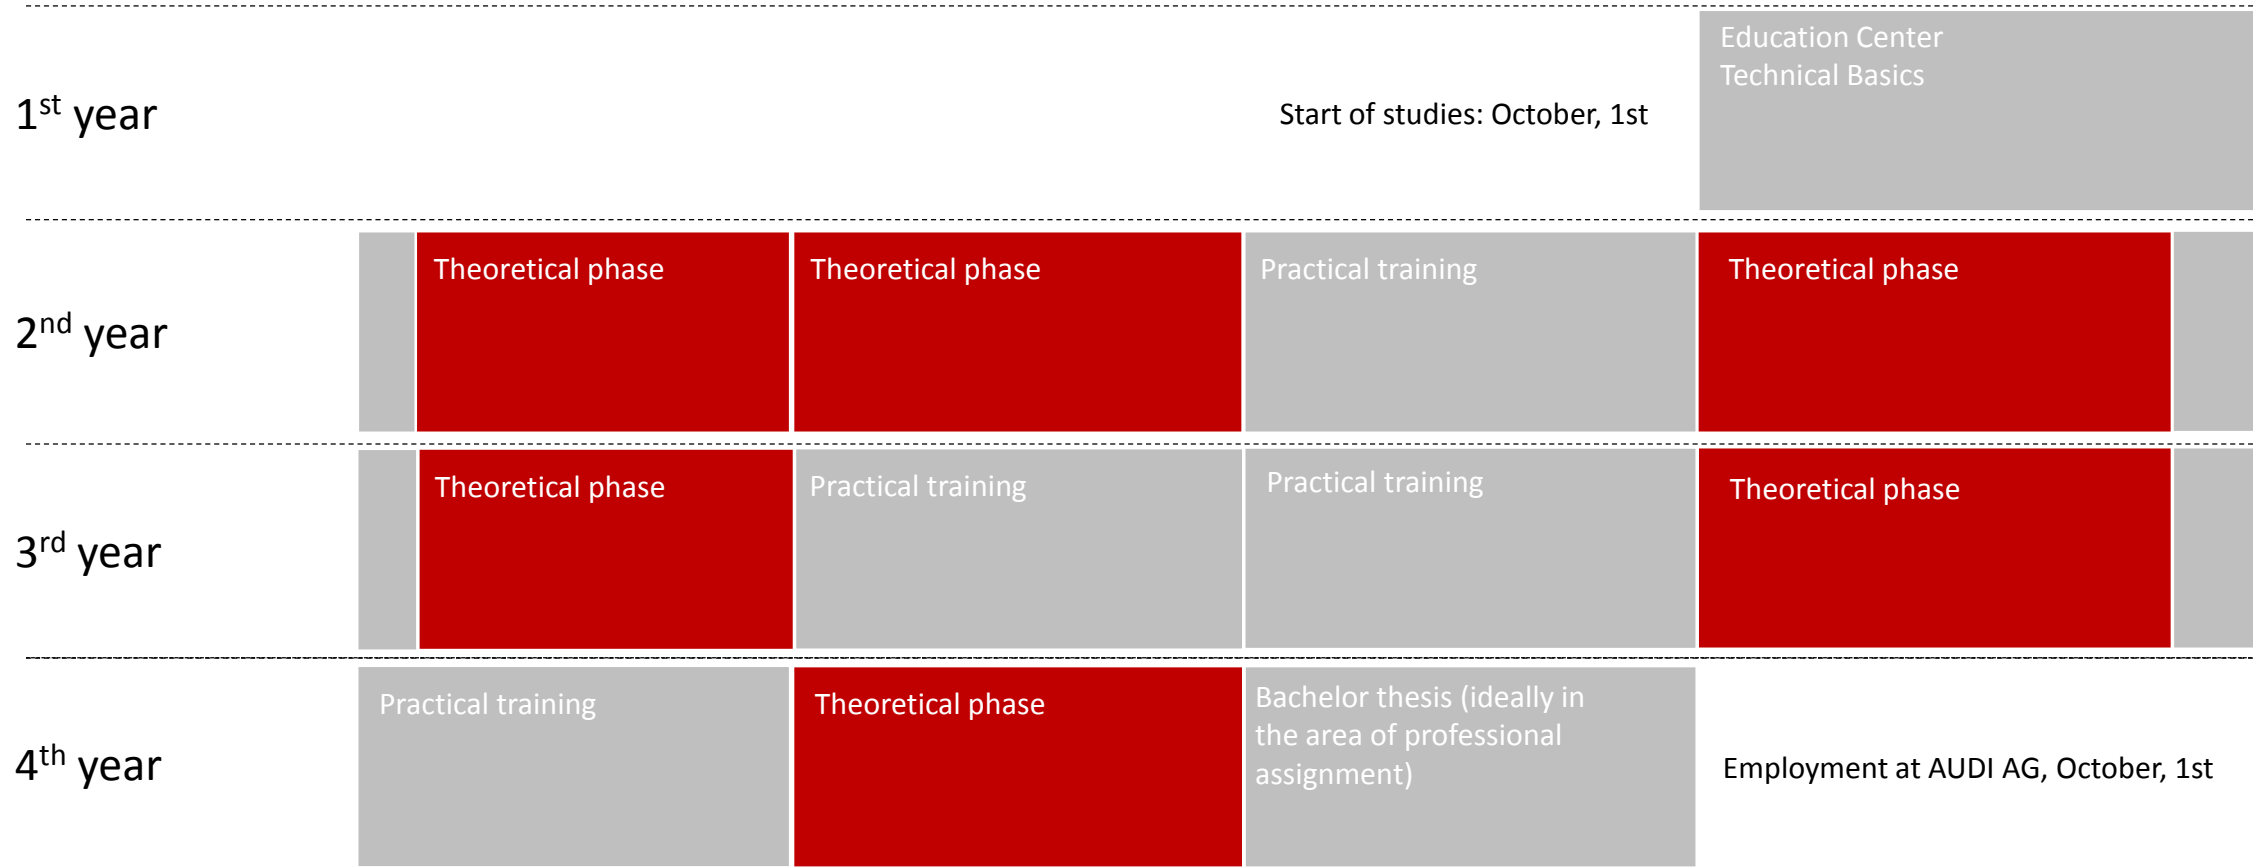 1st year
Start of studies: October, 1st
Education Center
Technical Basics
2nd year
Theoretical phase
Theoretical phase
Practical training
Theoretical phase
3rd year
Theoretical phase
Practical training
Practical training
Theoretical phase
4th year
Practical training
Theoretical phase
Bachelor thesis (ideally in
the area of professional
assignment)
Employment at AUDI AG, October, 1st